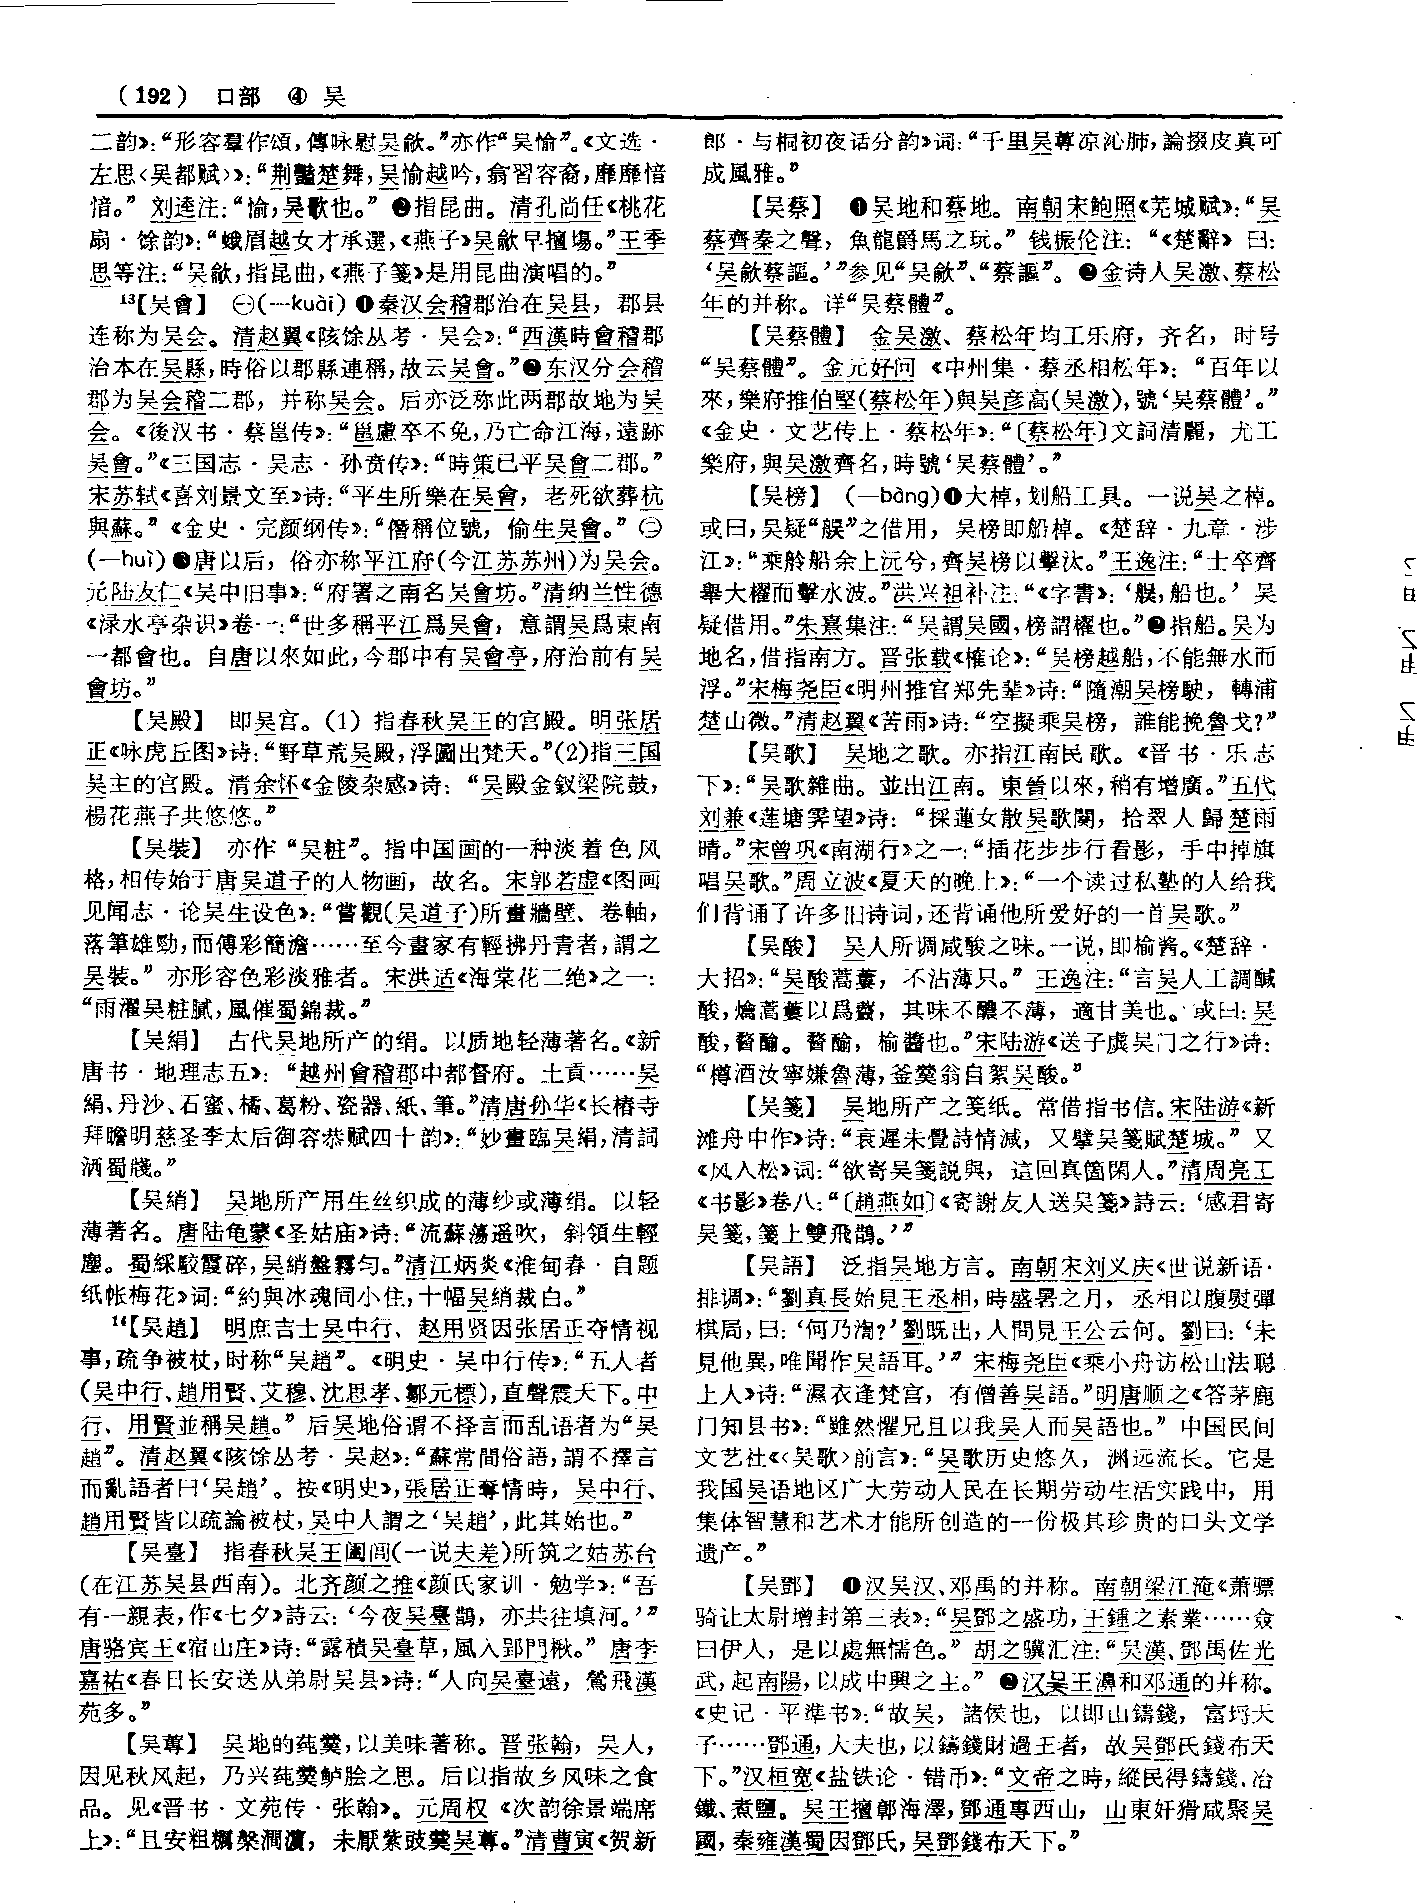 (192) 口部 ④ 吴
二韵》：“形容羣作頌，傳咏慰吴歈。”亦作“吴愉”。《文选·
左思〈吴都赋〉》：“荆豔楚舞，吴愉越吟，翕習容裔，靡靡愔
愔。”刘逵注：“愉，吴歌也。”❷指昆曲。清孔尚任《桃花
扇·馀韵》：“蛾眉越女才承選，《燕子》吴歈早擅場。”王季
思等注：“吴歈，指昆曲，《燕子箋》是用昆曲演唱的。”
13【吴會】 ㊀(—kuài) ❶秦汉会稽郡治在吴县，郡县
连称为吴会。清赵翼《陔馀丛考·吴会》：“西漢時會稽郡
治本在吴縣，時俗以郡縣連稱，故云吴會。”❷东汉分会稽
郡为吴会稽二郡，并称吴会。后亦泛称此两郡故地为吴
会。《後汉书·蔡邕传》：“邕慮卒不免，乃亡命江海，遠跡
吴會。”《三国志·吴志·孙贲传》：“時策已平吴會二郡。”
宋苏轼《喜刘景文至》诗：“平生所樂在吴會，老死欲葬杭
與蘇。”《金史·完颜纲传》：“僭稱位號，偷生吴會。” ㊁
(—huì) ❸唐以后，俗亦称平江府(今江苏苏州)为吴会。
元陆友仁《吴中旧事》：“府署之南名吴會坊。”清纳兰性德
《渌水亭杂识》卷一：“世多稱平江爲吴會，意謂吴爲東南
一都會也。自唐以來如此，今郡中有吴會亭，府治前有吴
會坊。”
【吴殿】 即吴宫。(1) 指春秋吴王的宫殿。明张居
正《咏虎丘图》诗：“野草荒吴殿，浮圖出梵天。”(2)指三国
吴主的宫殿。清余怀《金陵杂感》诗：“吴殿金釵梁院鼓，
楊花燕子共悠悠。”
【吴裝】 亦作“吴粧”。指中国画的一种淡着色风
格，相传始于唐吴道子的人物画，故名。宋郭若虚《图画
见闻志·论吴生设色》：“嘗觀(吴道子)所畫牆壁、卷軸，
落筆雄勁，而傅彩簡澹……至今畫家有輕拂丹青者，謂之
吴裝。”亦形容色彩淡雅者。宋洪适《海棠花二绝》之一：
“雨濯吴粧膩，風催蜀錦裁。”
【吴絹】 古代吴地所产的绢。以质地轻薄著名。《新
唐书·地理志五》：“越州會稽郡中都督府。土貢……吴
絹、丹沙、石蜜、橘、葛粉、瓷器、紙、筆。”清唐孙华《长椿寺
拜瞻明慈圣李太后御容恭赋四十韵》：“妙畫臨吴絹，清詞
洒蜀牋。”
【吴綃】 吴地所产用生丝织成的薄纱或薄绢。以轻
薄著名。唐陆龟蒙《圣姑庙》诗：“流蘇蕩遥吹，斜領生輕
塵。蜀綵駮霞碎，吴綃盤霧匀。”清江炳炎《淮甸春·自题
纸帐梅花》词：“約與冰魂同小住，十幅吴綃裁白。”
14【吴趙】 明庶吉士吴中行、赵用贤因张居正夺情视
事，疏争被杖，时称“吴趙”。《明史·吴中行传》：“五人者
(吴中行、趙用賢、艾穆、沈思孝、鄒元標)，直聲震天下。中
行、用賢並稱吴趙。”后吴地俗谓不择言而乱语者为“吴
趙”。清赵翼《陔馀丛考·吴赵》：“蘇常間俗語，謂不擇言
而亂語者曰‘吴趙’。按《明史》，張居正奪情時，吴中行、
趙用賢皆以疏論被杖，吴中人謂之‘吴趙’，此其始也。”
【吴臺】 指春秋吴王阖闾(一说夫差)所筑之姑苏台
(在江苏吴县西南)。北齐颜之推《颜氏家训·勉学》：“吾
有一親表，作《七夕》詩云：‘今夜吴臺鵲，亦共往填河。’”
唐骆宾王《宿山庄》诗：“露積吴臺草，風入郢門楸。”唐李
嘉祐《春日长安送从弟尉吴县》诗：“人向吴臺遠，鶯飛漢
苑多。”
【吴蓴】 吴地的莼羹，以美味著称。晋张翰，吴人，
因见秋风起，乃兴莼羹鲈脍之思。后以指故乡风味之食
品。见《晋书·文苑传·张翰》。元周权《次韵徐景端席
上》：“且安粗糲槃澗濱，未厭紫豉羹吴蓴。”清曹寅《贺新
郎·与桐初夜话分韵》词：“千里吴蓴凉沁肺，論掇皮真可
成風雅。”
【吴蔡】 ❶吴地和蔡地。南朝宋鲍照《芜城赋》：“吴
蔡齊秦之聲，魚龍爵馬之玩。”钱振伦注：“《楚辭》曰：
‘吴歈蔡謳。’”参见“吴歈”、“蔡謳”。❷金诗人吴激、蔡松
年的并称。详“吴蔡體”。
【吴蔡體】 金吴激、蔡松年均工乐府，齐名，时号
“吴蔡體”。金元好问《中州集·蔡丞相松年》：“百年以
來，樂府推伯堅(蔡松年)與吴彦高(吴激)，號‘吴蔡體’。”
《金史·文艺传上·蔡松年》：“〔蔡松年〕文詞清麗，尤工
樂府，與吴激齊名，時號‘吴蔡體’。”
【吴榜】 (—bàng)❶大棹，划船工具。一说吴之棹。
或曰，吴疑“䑨”之借用，吴榜即船棹。《楚辞·九章·涉
江》：“乘舲船余上沅兮，齊吴榜以擊汰。”王逸注：“士卒齊
舉大櫂而擊水波。”洪兴祖补注：“《字書》：‘䑨，船也。’吴
疑借用。”朱熹集注：“吴謂吴國，榜謂櫂也。”❷指船。吴为
地名，借指南方。晋张载《榷论》：“吴榜越船，不能無水而
浮。”宋梅尧臣《明州推官郑先辈》诗：“隨潮吴榜駛，轉浦
楚山微。”清赵翼《苦雨》诗：“空擬乘吴榜，誰能挽魯戈？”
【吴歌】 吴地之歌。亦指江南民歌。《晋书·乐志
下》：“吴歌雜曲。並出江南。東晉以來，稍有增廣。”五代
刘兼《莲塘霁望》诗：“採蓮女散吴歌闋，拾翠人歸楚雨
晴。”宋曾巩《南湖行》之一：“插花步步行看影，手中掉旗
唱吴歌。”周立波《夏天的晚上》：“一个读过私塾的人给我
们背诵了许多旧诗词，还背诵他所爱好的一首吴歌。”
【吴酸】 吴人所调咸酸之味。一说，即榆酱。《楚辞·
大招》：“吴酸蒿蔞，不沾薄只。”王逸注：“言吴人工調鹹
酸，爚蒿蔞以爲虀，其味不醲不薄，適甘美也。或曰：吴
酸，䤅醶。䤅醶，榆醬也。”宋陆游《送子虡吴门之行》诗：
“樽酒汝寧嫌魯薄，釜羹翁自絮吴酸。”
【吴箋】 吴地所产之笺纸。常借指书信。宋陆游《新
滩舟中作》诗：“衰遲未覺詩情減，又擘吴箋賦楚城。”又
《风入松》词：“欲寄吴箋説與，這回真箇閑人。”清周亮工
《书影》卷八：“〔趙燕如〕《寄謝友人送吴箋》詩云：‘感君寄
吴箋，箋上雙飛鵲。’”
【吴語】 泛指吴地方言。南朝宋刘义庆《世说新语·
排调》：“劉真長始見王丞相，時盛暑之月，丞相以腹熨彈
棋局，曰：‘何乃渹？’劉既出，人問見王公云何。劉曰：‘未
見他異，唯聞作吴語耳。’”宋梅尧臣《乘小舟访松山法聪
上人》诗：“濕衣逢梵宫，有僧善吴語。”明唐顺之《答茅鹿
门知县书》：“雖然懼兄且以我吴人而吴語也。”中国民间
文艺社《〈吴歌〉前言》：“吴歌历史悠久，渊远流长。它是
我国吴语地区广大劳动人民在长期劳动生活实践中，用
集体智慧和艺术才能所创造的一份极其珍贵的口头文学
遗产。”
【吴鄧】 ❶汉吴汉、邓禹的并称。南朝梁江淹《萧骠
骑让太尉增封第三表》：“吴鄧之盛功，王鍾之素業……僉
曰伊人，是以處無懦色。”胡之骥汇注：“吴漢、鄧禹佐光
武，起南陽，以成中興之主。”❷汉吴王濞和邓通的并称。
《史记·平準书》：“故吴，諸侯也，以即山鑄錢，富埒天
子……鄧通，大夫也，以鑄錢財過王者，故吴鄧氏錢布天
下。”汉桓宽《盐铁论·错币》：“文帝之時，縱民得鑄錢、冶
鐵、煮鹽。吴王擅鄣海澤，鄧通專西山，山東奸猾咸聚吴
國，秦雍漢蜀因鄧氏，吴鄧錢布天下。”